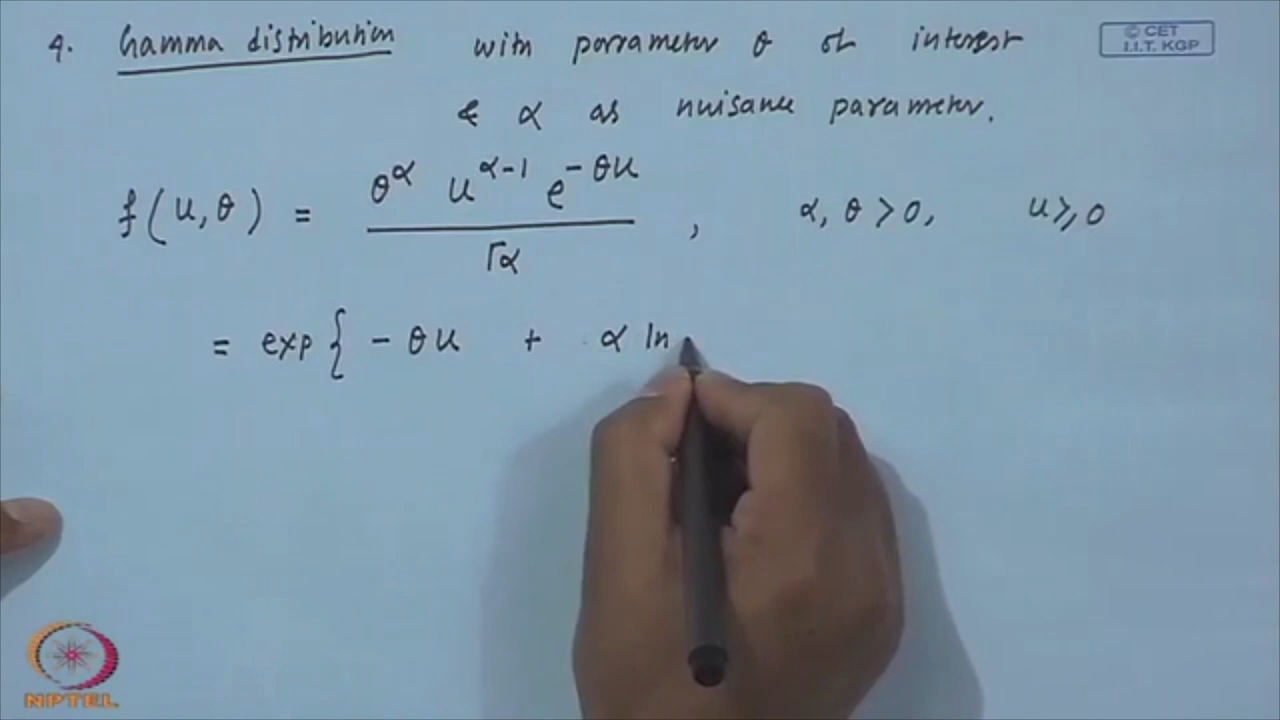 4. Gamma distribution with parameter θ of interest
© CET
I.I.T. KGP
& α as nuisance parameter.
f(u,θ) = θ^α u^(α-1) e^(-θu) / Γα , α, θ > 0, u ≥ 0
= exp{ - θu + α ln
NPTEL